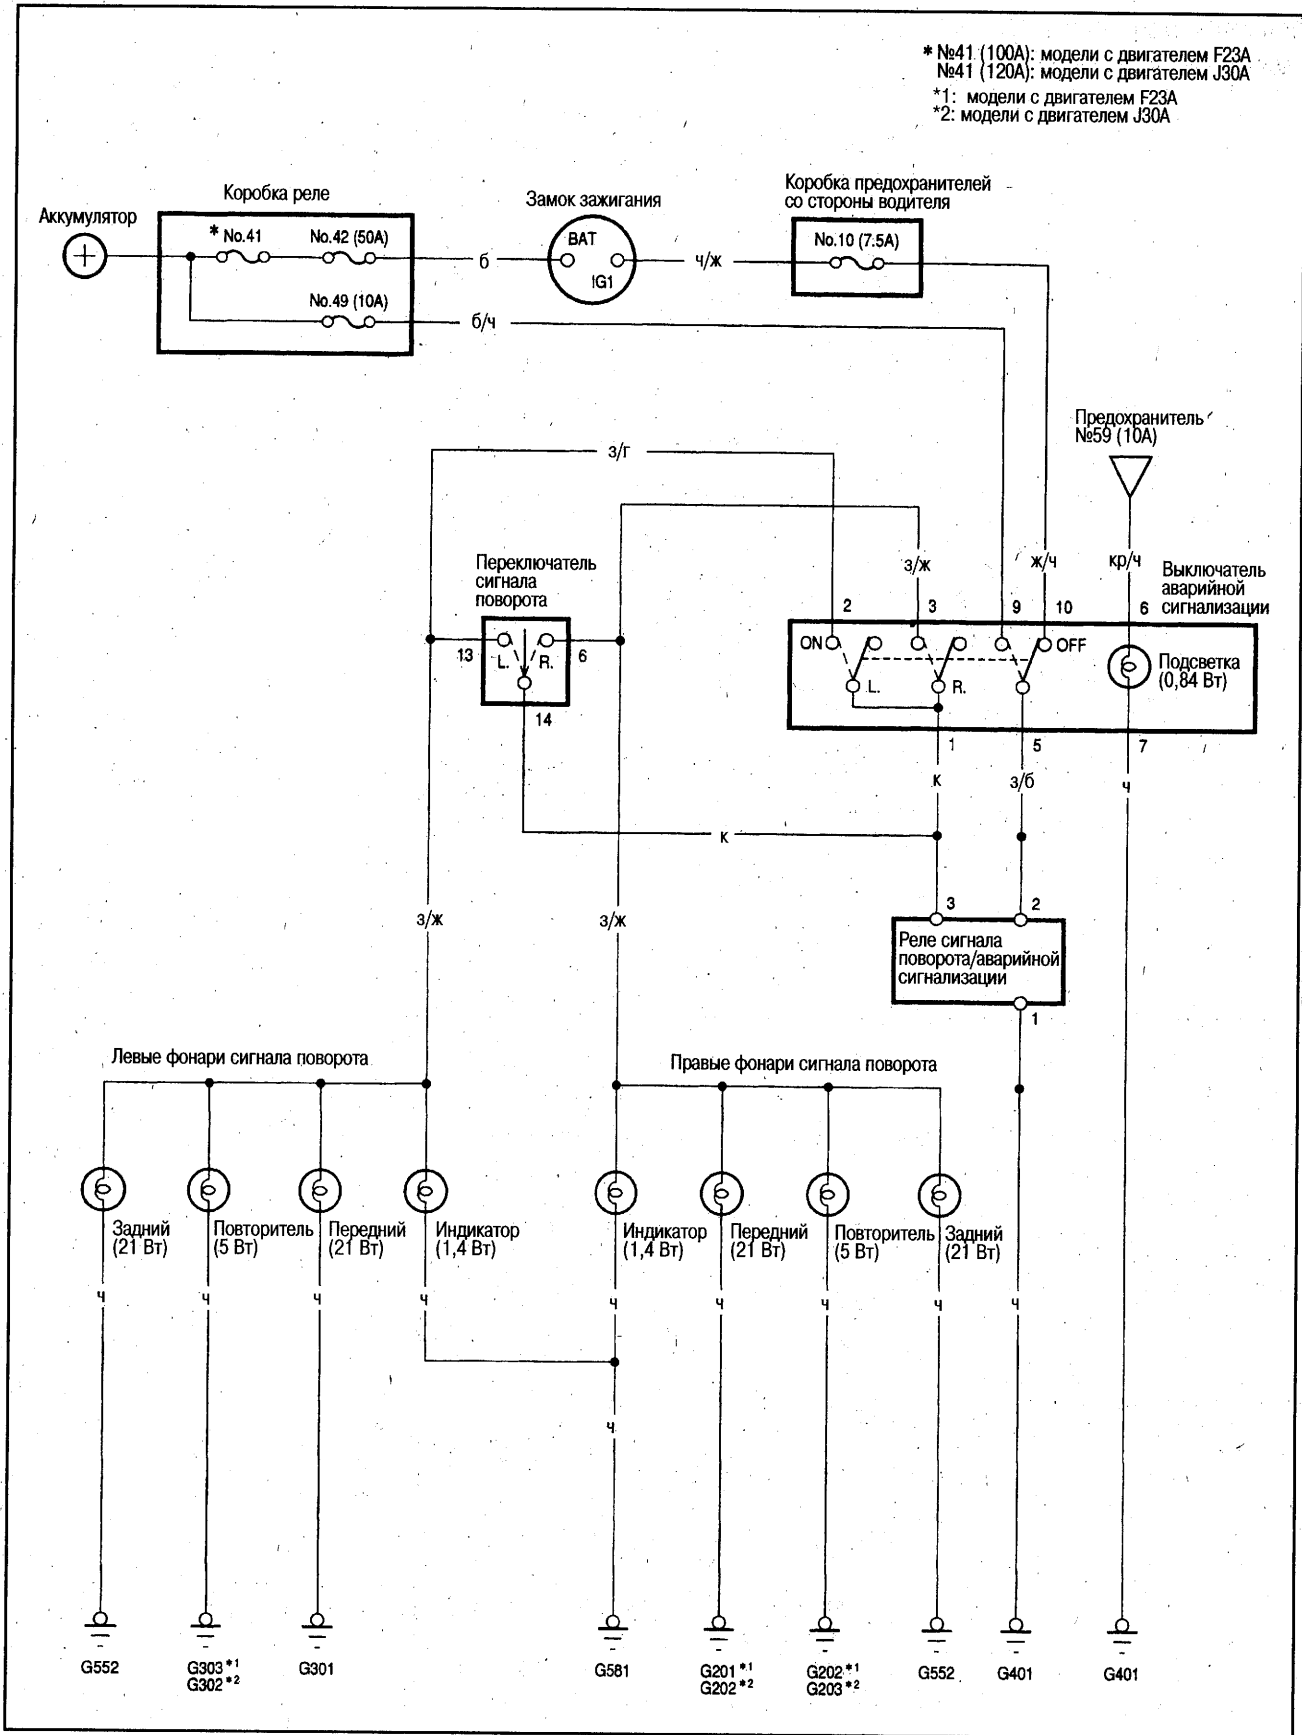 * №41 (100А): модели с двигателем F23A
№41 (120А): модели с двигателем J30A
*1: модели с двигателем F23A
*2: модели с двигателем J30A
Коробка реле
Замок зажигания
Коробка предохранителей
со стороны водителя
Аккумулятор
* No.41
No.42 (50A)
No.49 (10A)
б
BAT
IG1
ч/ж
No.10 (7.5A)
б/ч
Предохранитель
№59 (10А)
з/г
Переключатель
сигнала
поворота
з/ж
ж/ч
кр/ч
Выключатель
аварийной
сигнализации
2
3
9
10
6
13
L.
R.
6
14
ON
L.
R.
OFF
Подсветка
(0,84 Вт)
1
5
7
к
з/б
ч
к
з/ж
з/ж
3
2
Реле сигнала
поворота/аварийной
сигнализации
1
Левые фонари сигнала поворота
Правые фонари сигнала поворота
Задний
(21 Вт)
Повторитель
(5 Вт)
Передний
(21 Вт)
Индикатор
(1,4 Вт)
Индикатор
(1,4 Вт)
Передний
(21 Вт)
Повторитель
(5 Вт)
Задний
(21 Вт)
ч
ч
ч
ч
ч
ч
ч
ч
ч
ч
G552
G303 *1
G302 *2
G301
G581
G201 *1
G202 *2
G202 *1
G203 *2
G552
G401
G401